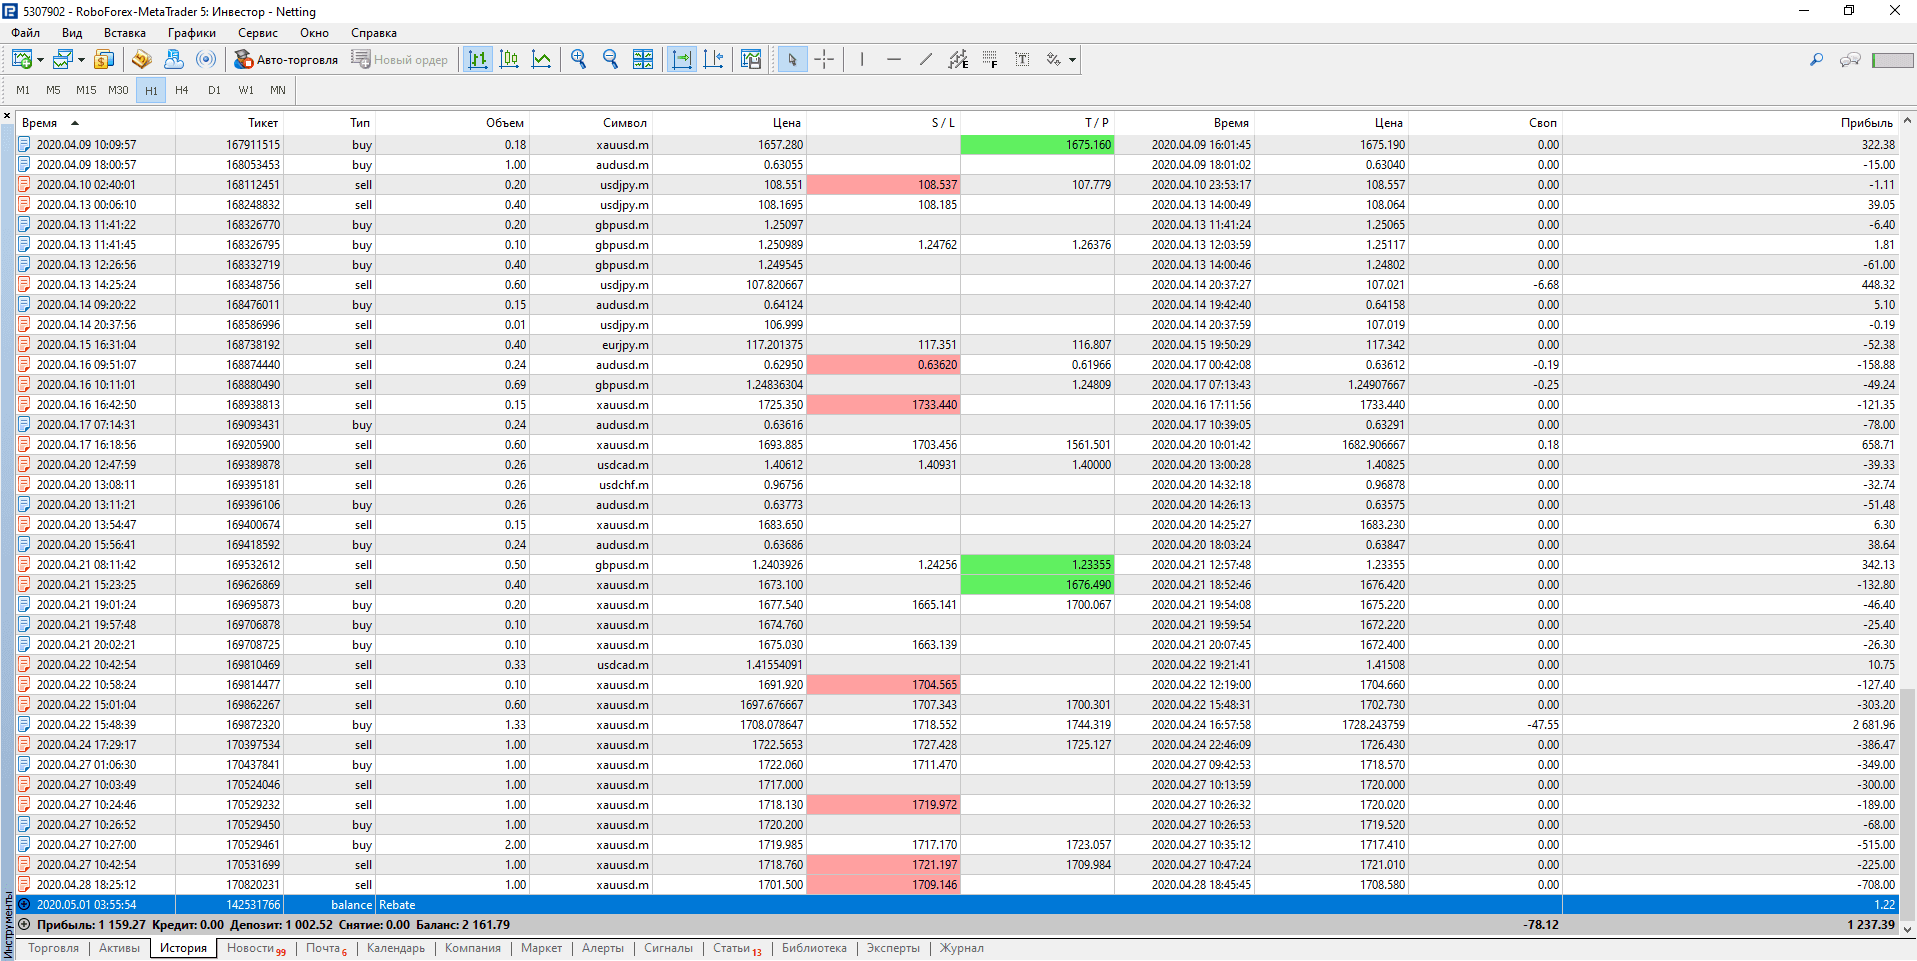 5307902 - RoboForex-MetaTrader 5: Инвестор - Netting
Файл Вид Вставка Графики Сервис Окно Справка
Авто-торговля Новый ордер
M1 M5 M15 M30 H1 H4 D1 W1 MN
Время Тикет Тип Объем Символ Цена S / L T / P Время Цена Своп Прибыль
2020.04.09 10:09:57 167911515 buy 0.18 xauusd.m 1657.280 1675.160 2020.04.09 16:01:45 1675.190 0.00 322.38
2020.04.09 18:00:57 168053453 buy 1.00 audusd.m 0.63055 2020.04.09 18:01:02 0.63040 0.00 -15.00
2020.04.10 02:40:01 168112451 sell 0.20 usdjpy.m 108.551 108.537 107.779 2020.04.10 23:53:17 108.557 0.00 -1.11
2020.04.13 00:06:10 168248832 sell 0.40 usdjpy.m 108.1695 108.185 2020.04.13 14:00:49 108.064 0.00 39.05
2020.04.13 11:41:22 168326770 buy 0.20 gbpusd.m 1.25097 2020.04.13 11:41:24 1.25065 0.00 -6.40
2020.04.13 11:41:45 168326795 buy 0.10 gbpusd.m 1.250989 1.24762 1.26376 2020.04.13 12:03:59 1.25117 0.00 1.81
2020.04.13 12:26:56 168332719 buy 0.40 gbpusd.m 1.249545 2020.04.13 14:00:46 1.24802 0.00 -61.00
2020.04.13 14:25:24 168348756 sell 0.60 usdjpy.m 107.820667 2020.04.14 20:37:27 107.021 -6.68 448.32
2020.04.14 09:20:22 168476011 buy 0.15 audusd.m 0.64124 2020.04.14 19:42:40 0.64158 0.00 5.10
2020.04.14 20:37:56 168586996 sell 0.01 usdjpy.m 106.999 2020.04.14 20:37:59 107.019 0.00 -0.19
2020.04.15 16:31:04 168738192 sell 0.40 eurjpy.m 117.201375 117.351 116.807 2020.04.15 19:50:29 117.342 0.00 -52.38
2020.04.16 09:51:07 168874440 sell 0.24 audusd.m 0.62950 0.63620 0.61966 2020.04.17 00:42:08 0.63612 -0.19 -158.88
2020.04.16 10:11:01 168880490 sell 0.69 gbpusd.m 1.24836304 1.24809 2020.04.17 07:13:43 1.24907667 -0.25 -49.24
2020.04.16 16:42:50 168938813 sell 0.15 xauusd.m 1725.350 1733.440 2020.04.16 17:11:56 1733.440 0.00 -121.35
2020.04.17 07:14:31 169093431 buy 0.24 audusd.m 0.63616 2020.04.17 10:39:05 0.63291 0.00 -78.00
2020.04.17 16:18:56 169205900 sell 0.60 xauusd.m 1693.885 1703.456 1561.501 2020.04.20 10:01:42 1682.906667 0.18 658.71
2020.04.20 12:47:59 169389878 sell 0.26 usdcad.m 1.40612 1.40931 1.40000 2020.04.20 13:00:28 1.40825 0.00 -39.33
2020.04.20 13:08:11 169395181 sell 0.26 usdchf.m 0.96756 2020.04.20 14:32:18 0.96878 0.00 -32.74
2020.04.20 13:11:21 169396106 buy 0.26 audusd.m 0.63773 2020.04.20 14:26:13 0.63575 0.00 -51.48
2020.04.20 13:54:47 169400674 sell 0.15 xauusd.m 1683.650 2020.04.20 14:25:27 1683.230 0.00 6.30
2020.04.20 15:56:41 169418592 buy 0.24 audusd.m 0.63686 2020.04.20 18:03:24 0.63847 0.00 38.64
2020.04.21 08:11:42 169532612 sell 0.50 gbpusd.m 1.2403926 1.24256 1.23355 2020.04.21 12:57:48 1.23355 0.00 342.13
2020.04.21 15:23:25 169626869 sell 0.40 xauusd.m 1673.100 1676.490 2020.04.21 18:52:46 1676.420 0.00 -132.80
2020.04.21 19:01:24 169695873 buy 0.20 xauusd.m 1677.540 1665.141 1700.067 2020.04.21 19:54:08 1675.220 0.00 -46.40
2020.04.21 19:57:48 169706878 buy 0.10 xauusd.m 1674.760 2020.04.21 19:59:54 1672.220 0.00 -25.40
2020.04.21 20:02:21 169708725 buy 0.10 xauusd.m 1675.030 1663.139 2020.04.21 20:07:45 1672.400 0.00 -26.30
2020.04.22 10:42:54 169810469 sell 0.33 usdcad.m 1.41554091 2020.04.22 19:21:41 1.41508 0.00 10.75
2020.04.22 10:58:24 169814477 sell 0.10 xauusd.m 1691.920 1704.565 2020.04.22 12:19:00 1704.660 0.00 -127.40
2020.04.22 15:01:04 169862267 sell 0.60 xauusd.m 1697.676667 1707.343 1700.301 2020.04.22 15:48:31 1702.730 0.00 -303.20
2020.04.22 15:48:39 169872320 buy 1.33 xauusd.m 1708.078647 1718.552 1744.319 2020.04.24 16:57:58 1728.243759 -47.55 2 681.96
2020.04.24 17:29:17 170397534 sell 1.00 xauusd.m 1722.5653 1727.428 1725.127 2020.04.24 22:46:09 1726.430 0.00 -386.47
2020.04.27 01:06:30 170437841 buy 1.00 xauusd.m 1722.060 1711.470 2020.04.27 09:42:53 1718.570 0.00 -349.00
2020.04.27 10:03:49 170524046 sell 1.00 xauusd.m 1717.000 2020.04.27 10:13:59 1720.000 0.00 -300.00
2020.04.27 10:24:46 170529232 sell 1.00 xauusd.m 1718.130 1719.972 2020.04.27 10:26:32 1720.020 0.00 -189.00
2020.04.27 10:26:52 170529450 buy 1.00 xauusd.m 1720.200 2020.04.27 10:26:53 1719.520 0.00 -68.00
2020.04.27 10:27:00 170529461 buy 2.00 xauusd.m 1719.985 1717.170 1723.057 2020.04.27 10:35:12 1717.410 0.00 -515.00
2020.04.27 10:42:54 170531699 sell 1.00 xauusd.m 1718.760 1721.197 1709.984 2020.04.27 10:47:24 1721.010 0.00 -225.00
2020.04.28 18:25:12 170820231 sell 1.00 xauusd.m 1701.500 1709.146 2020.04.28 18:45:45 1708.580 0.00 -708.00
2020.05.01 03:55:54 142531766 balance Rebate 1.22
Прибыль: 1 159.27 Кредит: 0.00 Депозит: 1 002.52 Снятие: 0.00 Баланс: 2 161.79 -78.12 1 237.39
Инструменты
Торговля Активы История Новости 99 Почта 6 Календарь Компания Маркет Алерты Сигналы Статьи 13 Библиотека Эксперты Журнал